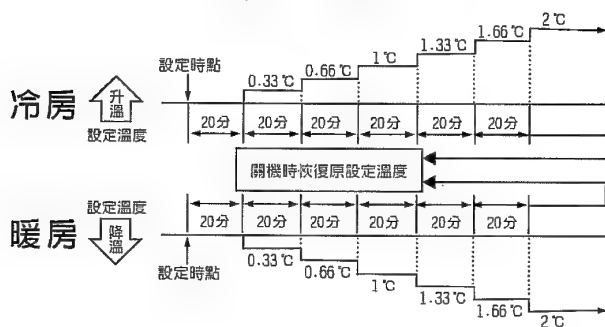 2℃
1.66℃
1.33℃
1℃
0.66℃
0.33℃
設定時點
冷房
升溫
設定溫度
20分 20分 20分 20分 20分 20分
關機時恢復原設定溫度
設定溫度
20分 20分 20分 20分 20分 20分
暖房
降溫
設定時點
0.33℃
0.66℃
1℃
1.33℃
1.66℃
2℃